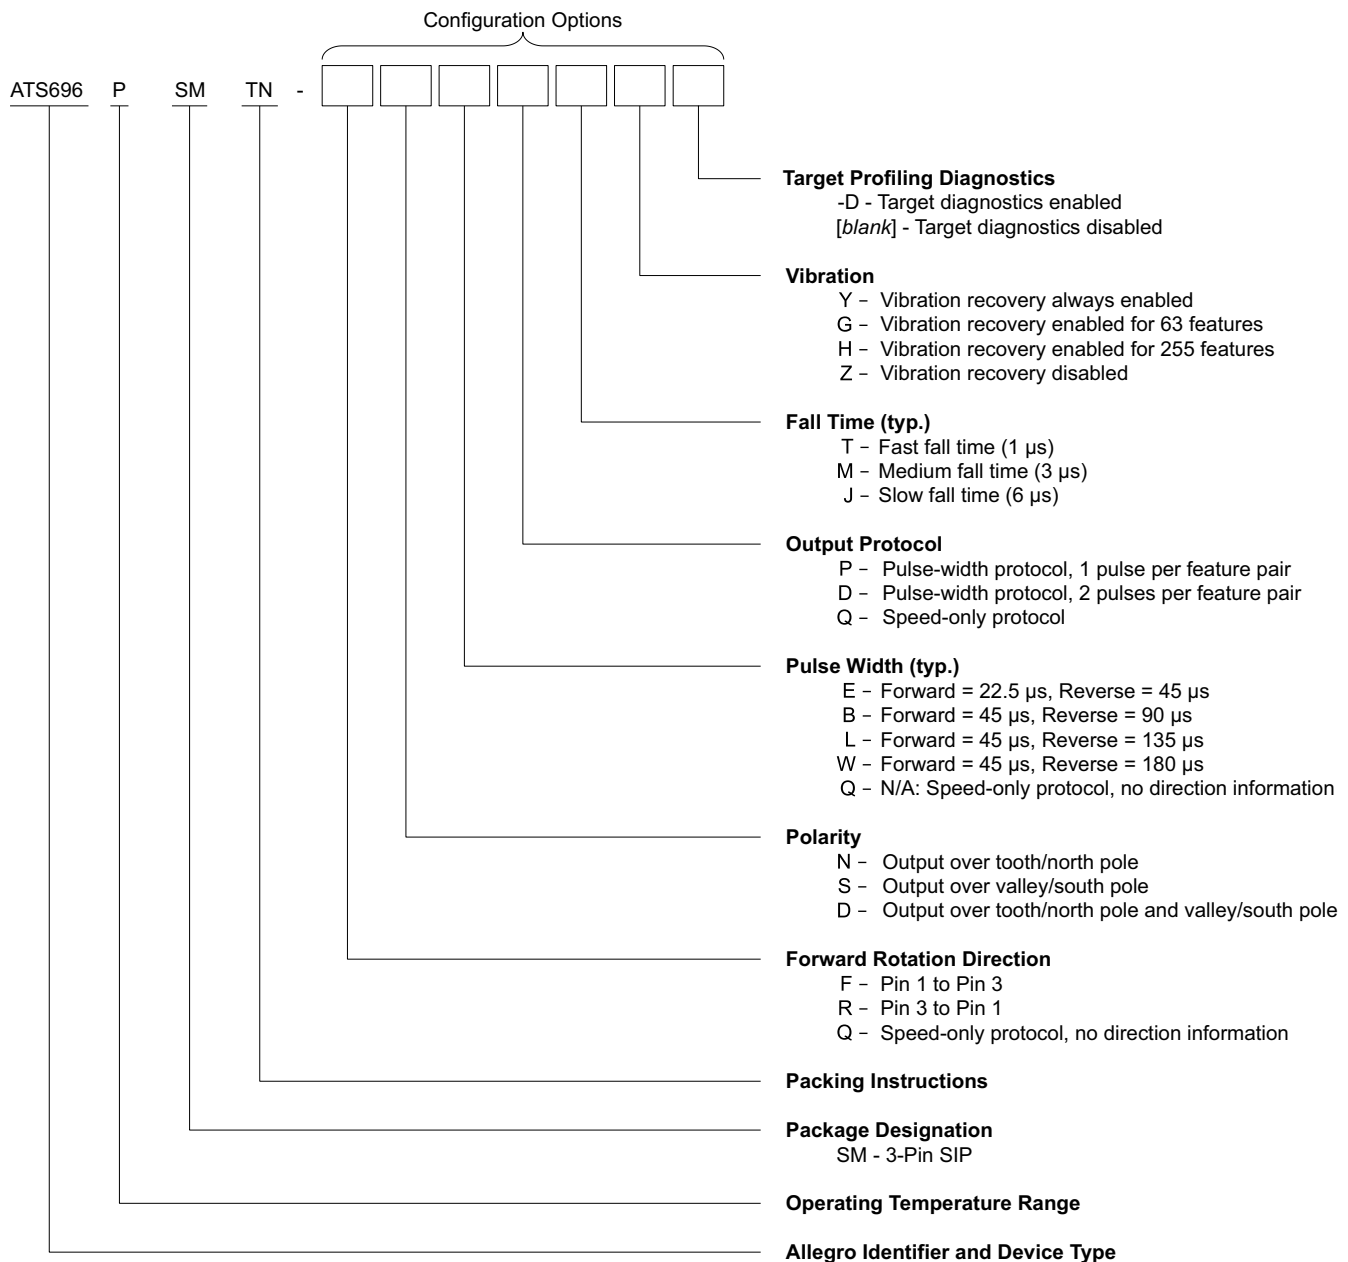 Configuration Options
ATS696 P SM TN -
Target Profiling Diagnostics
-D - Target diagnostics enabled
[blank] - Target diagnostics disabled
Vibration
Y – Vibration recovery always enabled
G – Vibration recovery enabled for 63 features
H – Vibration recovery enabled for 255 features
Z – Vibration recovery disabled
Fall Time (typ.)
T – Fast fall time (1 µs)
M – Medium fall time (3 µs)
J – Slow fall time (6 µs)
Output Protocol
P – Pulse-width protocol, 1 pulse per feature pair
D – Pulse-width protocol, 2 pulses per feature pair
Q – Speed-only protocol
Pulse Width (typ.)
E – Forward = 22.5 µs, Reverse = 45 µs
B – Forward = 45 µs, Reverse = 90 µs
L – Forward = 45 µs, Reverse = 135 µs
W – Forward = 45 µs, Reverse = 180 µs
Q – N/A: Speed-only protocol, no direction information
Polarity
N – Output over tooth/north pole
S – Output over valley/south pole
D – Output over tooth/north pole and valley/south pole
Forward Rotation Direction
F – Pin 1 to Pin 3
R – Pin 3 to Pin 1
Q – Speed-only protocol, no direction information
Packing Instructions
Package Designation
SM - 3-Pin SIP
Operating Temperature Range
Allegro Identifier and Device Type